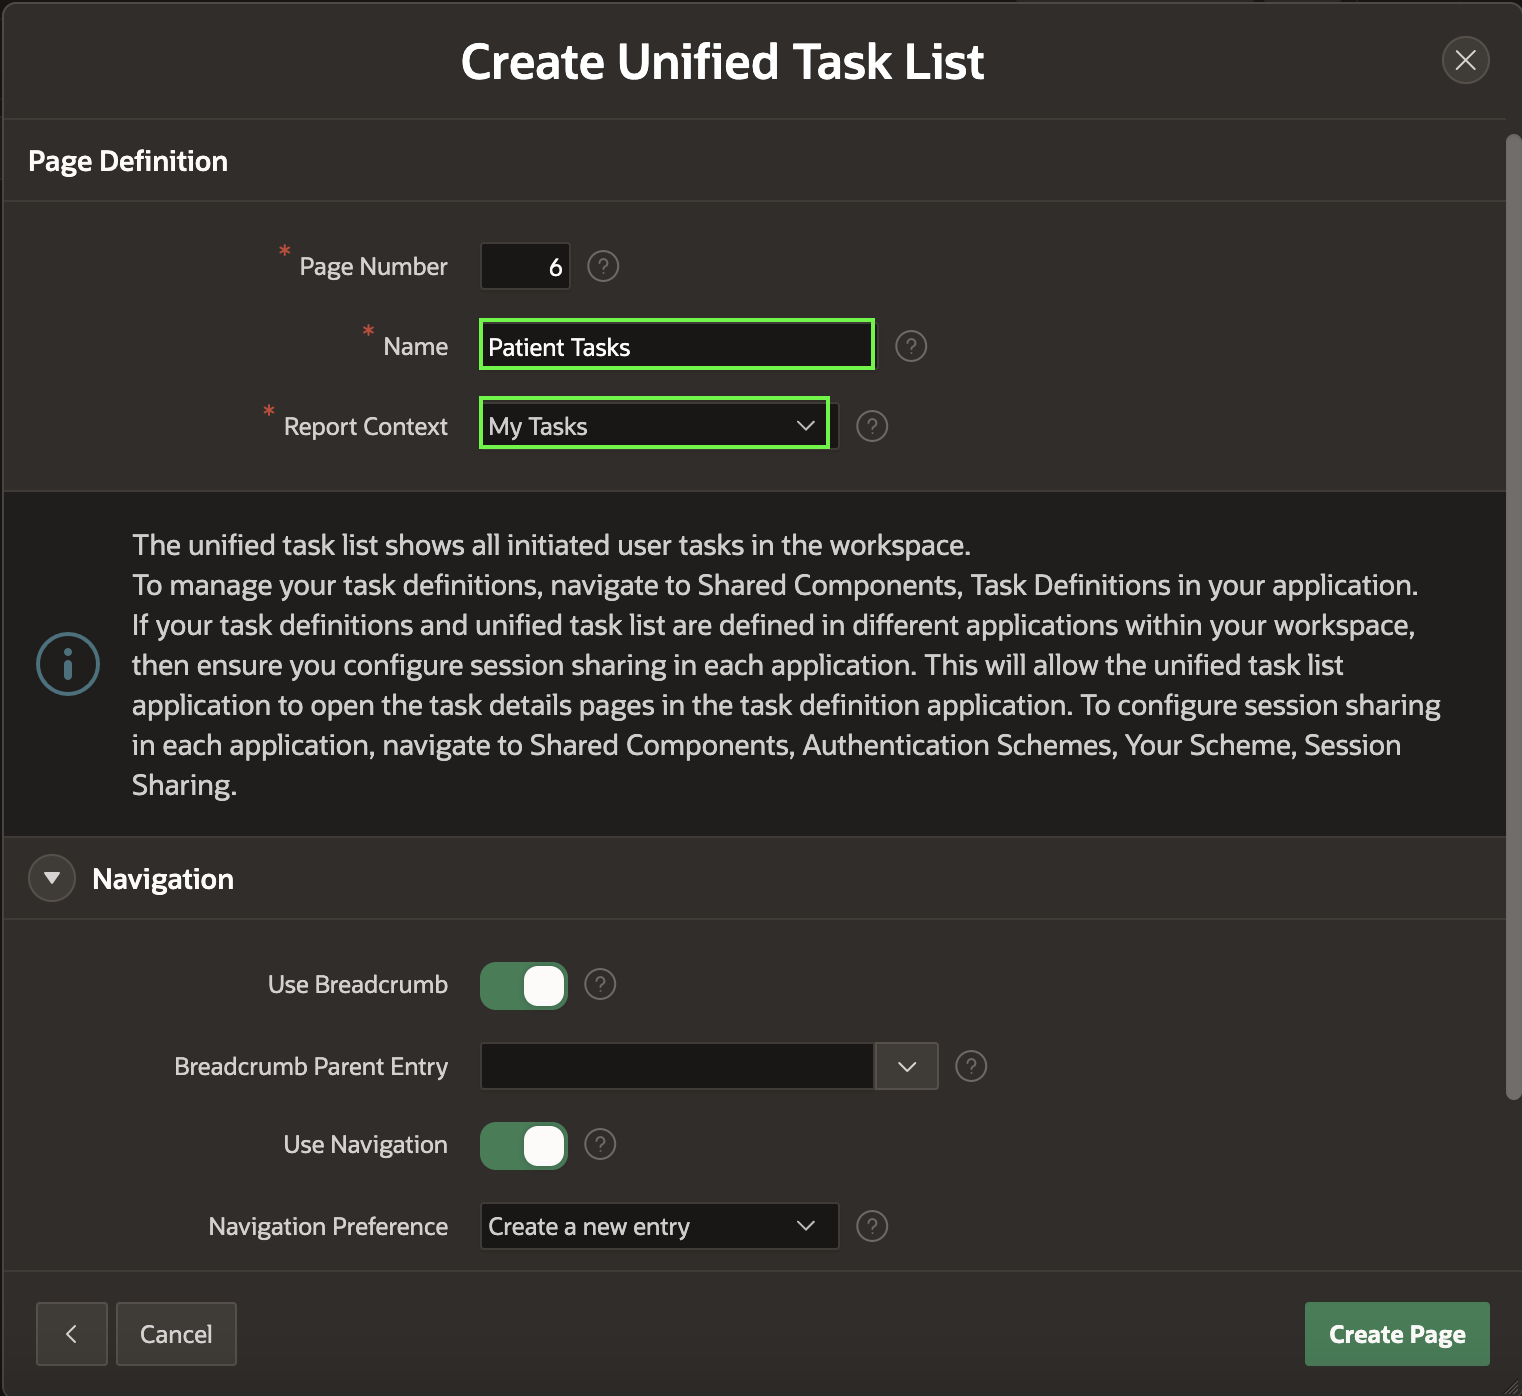 Create Unified Task List
Page Definition
* Page Number 6 ?
* Name Patient Tasks ?
* Report Context My Tasks ?
The unified task list shows all initiated user tasks in the workspace.
To manage your task definitions, navigate to Shared Components, Task Definitions in your application.
If your task definitions and unified task list are defined in different applications within your workspace,
then ensure you configure session sharing in each application. This will allow the unified task list
application to open the task details pages in the task definition application. To configure session sharing
in each application, navigate to Shared Components, Authentication Schemes, Your Scheme, Session
Sharing.
Navigation
Use Breadcrumb ?
Breadcrumb Parent Entry ?
Use Navigation ?
Navigation Preference Create a new entry ?
Cancel Create Page